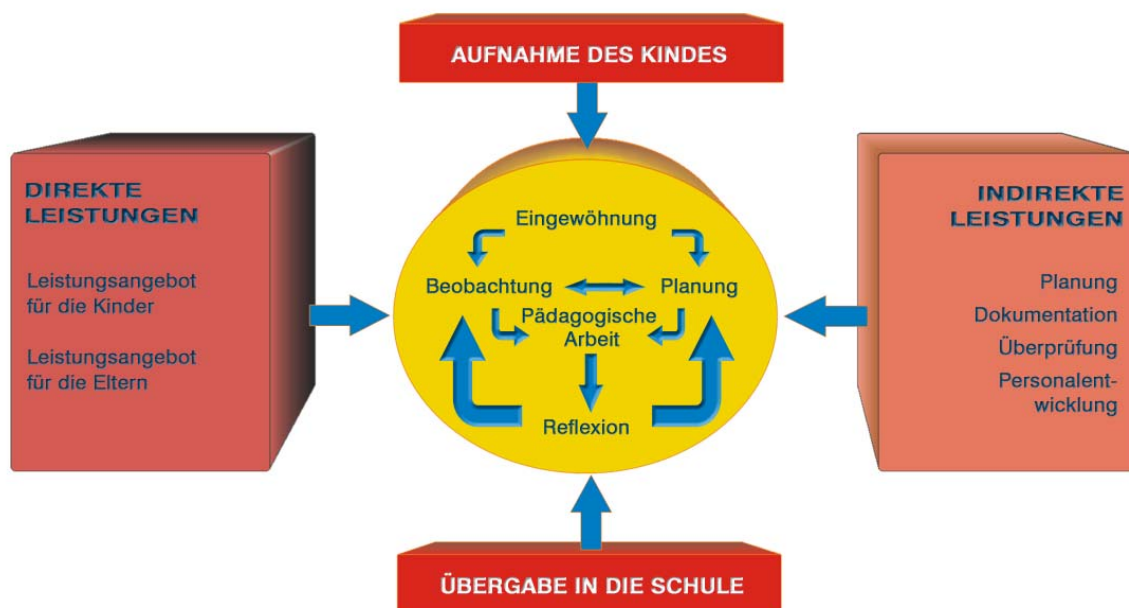 AUFNAHME DES KINDES
DIREKTE
LEISTUNGEN
Leistungsangebot
für die Kinder
Leistungsangebot
für die Eltern
Eingewöhnung
Beobachtung
Planung
Pädagogische
Arbeit
Reflexion
INDIREKTE
LEISTUNGEN
Planung
Dokumentation
Überprüfung
Personalent-
wicklung
ÜBERGABE IN DIE SCHULE